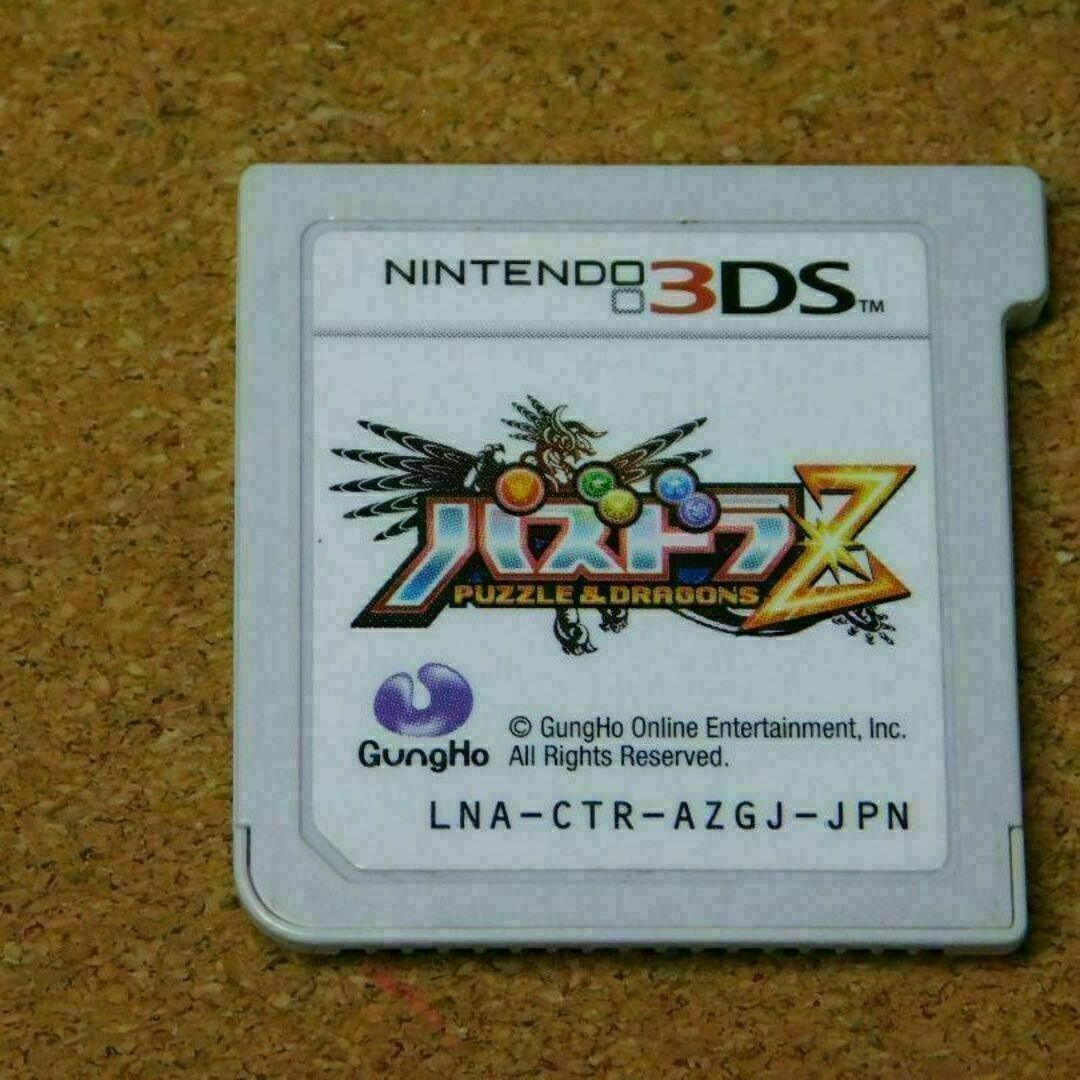 NINTENDO 3DS™
パズドラZ
PUZZLE & DRAGONS
GungHo
© GungHo Online Entertainment, Inc.
All Rights Reserved.
LNA-CTR-AZGJ-JPN